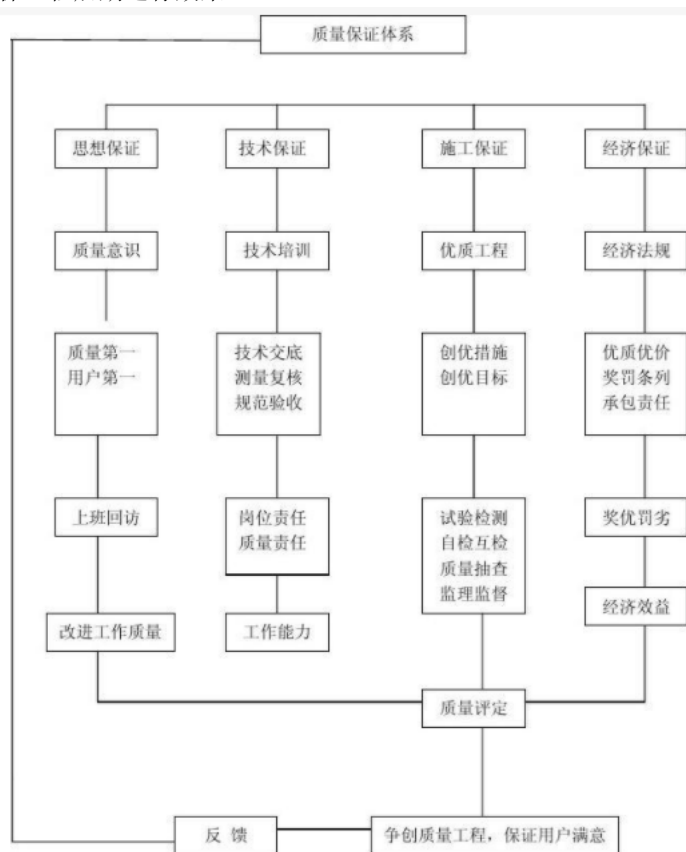 质量保证体系
思想保证
技术保证
施工保证
经济保证
质量意识
技术培训
优质工程
经济法规
质量第一
用户第一
技术交底
测量复核
规范验收
创优措施
创优目标
优质优价
奖罚条列
承包责任
上班回访
岗位责任
质量责任
试验检测
自检互检
质量抽查
监理监督
奖优罚劣
经济效益
改进工作质量
工作能力
质量评定
反 馈
争创质量工程，保证用户满意